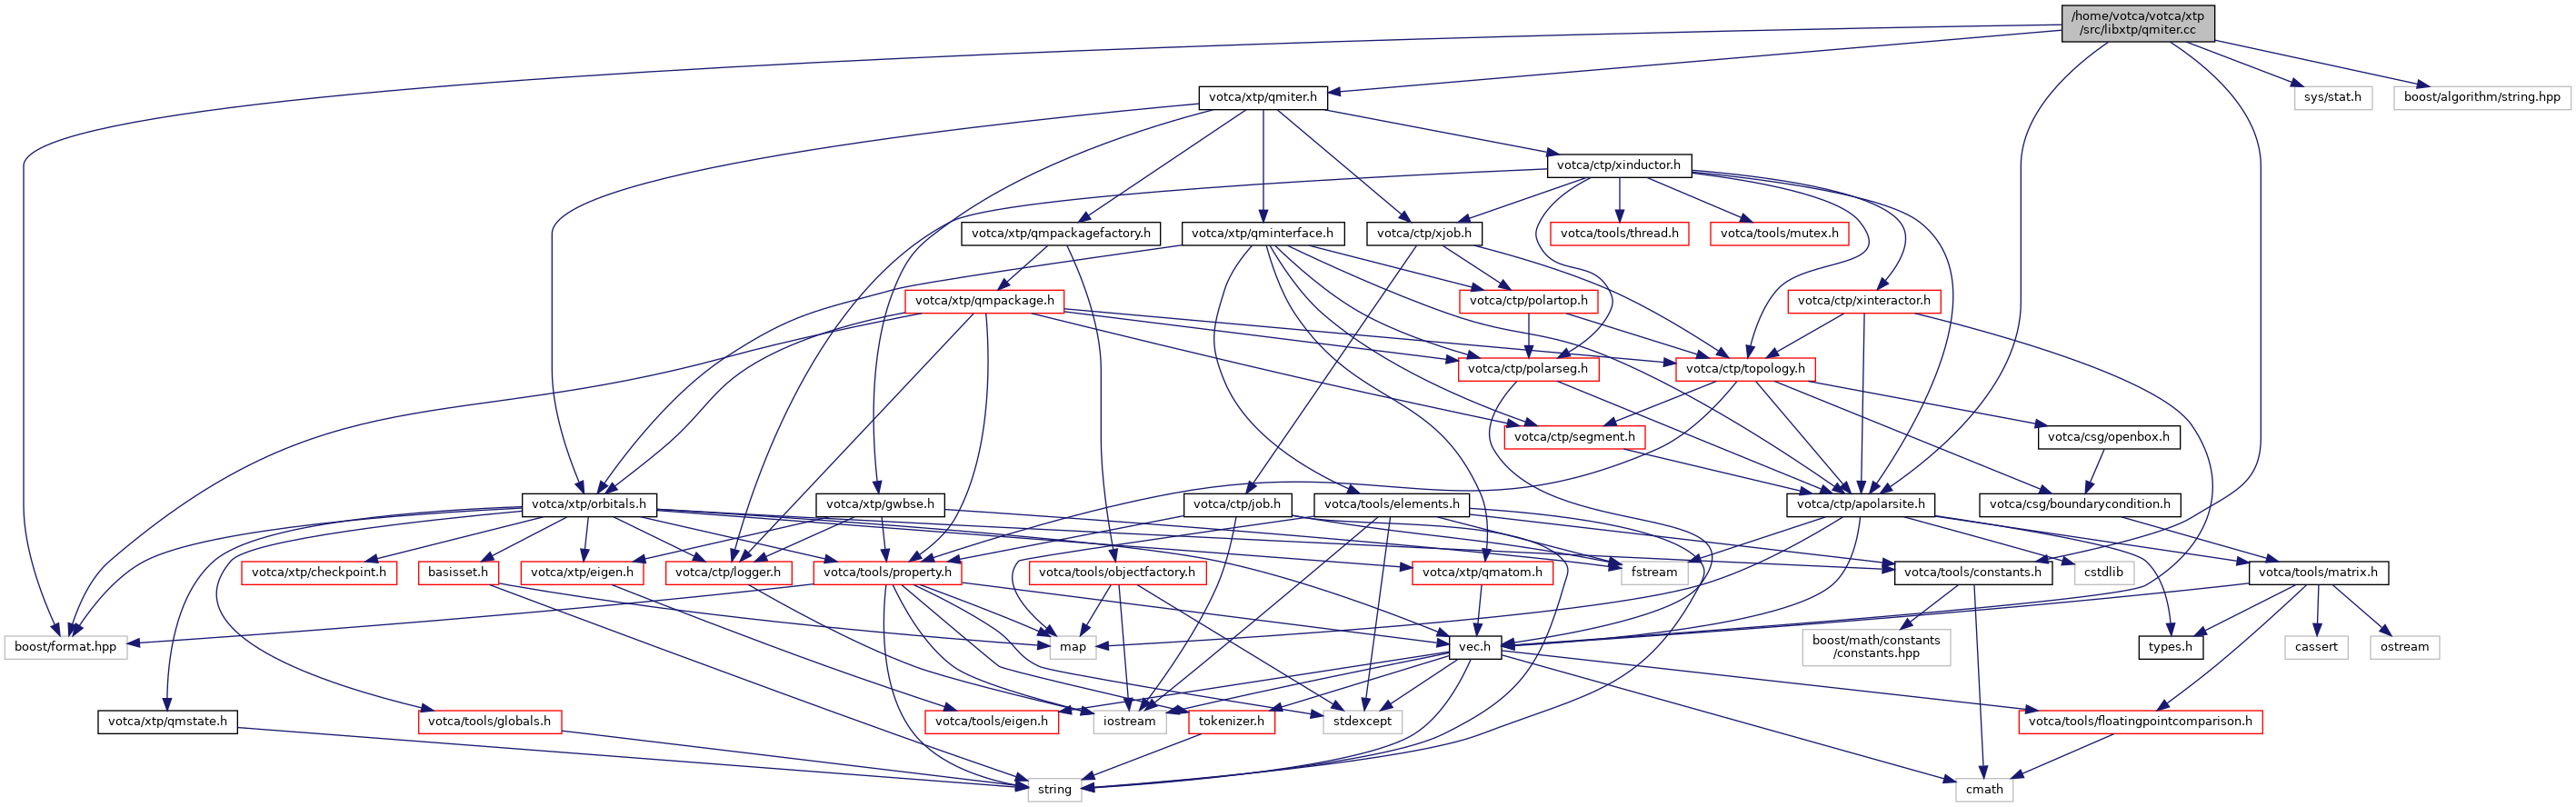 /home/votca/votca/xtp
/src/libxtp/qmiter.cc
votca/xtp/qmiter.h
sys/stat.h
boost/algorithm/string.hpp
votca/ctp/xinductor.h
votca/xtp/qmpackagefactory.h
votca/xtp/qminterface.h
votca/ctp/xjob.h
votca/tools/thread.h
votca/tools/mutex.h
votca/xtp/qmpackage.h
votca/ctp/polartop.h
votca/ctp/xinteractor.h
votca/ctp/polarseg.h
votca/ctp/topology.h
votca/ctp/segment.h
votca/csg/openbox.h
votca/xtp/orbitals.h
votca/xtp/gwbse.h
votca/ctp/job.h
votca/tools/elements.h
votca/ctp/apolarsite.h
votca/csg/boundarycondition.h
votca/xtp/checkpoint.h
basisset.h
votca/xtp/eigen.h
votca/ctp/logger.h
votca/tools/property.h
votca/tools/objectfactory.h
votca/xtp/qmatom.h
fstream
votca/tools/constants.h
cstdlib
votca/tools/matrix.h
boost/format.hpp
map
vec.h
boost/math/constants
/constants.hpp
types.h
cassert
ostream
votca/xtp/qmstate.h
votca/tools/globals.h
votca/tools/eigen.h
iostream
tokenizer.h
stdexcept
votca/tools/floatingpointcomparison.h
string
cmath